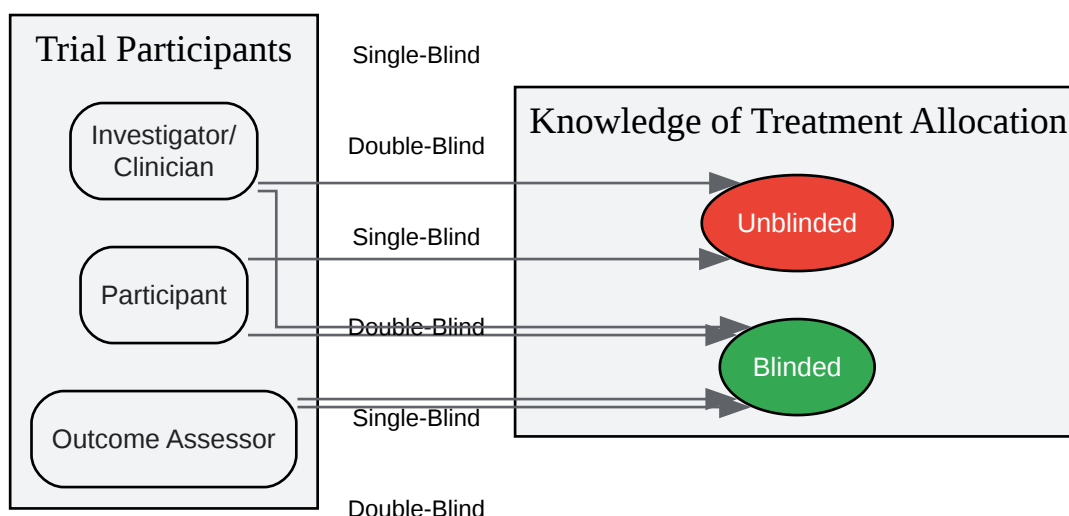 Trial Participants
Investigator/
Clinician
Participant
Outcome Assessor
Single-Blind
Double-Blind
Single-Blind
Double-Blind
Single-Blind
Double-Blind
Knowledge of Treatment Allocation
Unblinded
Blinded